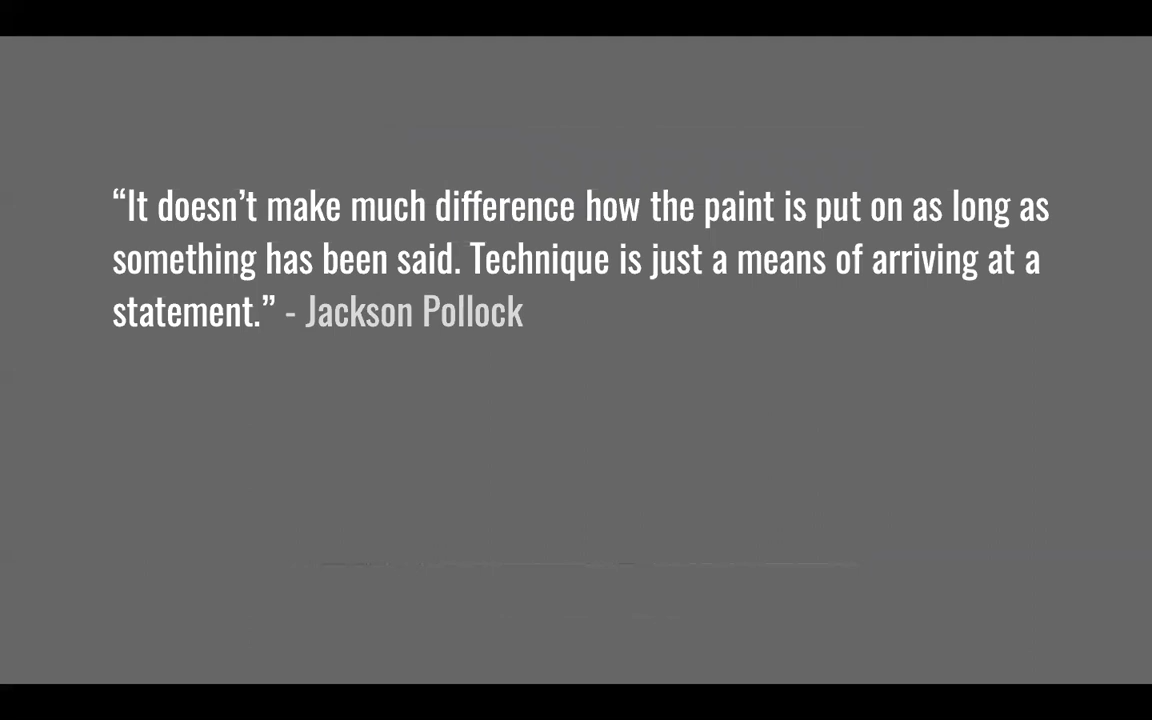 “It doesn’t make much difference how the paint is put on as long as
something has been said. Technique is just a means of arriving at a
statement.” - Jackson Pollock